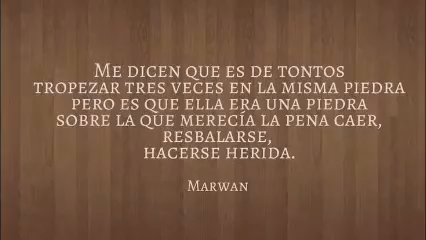 Me dicen que es de tontos
tropezar tres veces en la misma piedra
pero es que ella era una piedra
sobre la que merecía la pena caer,
resbalarse,
hacerse herida.
Marwan